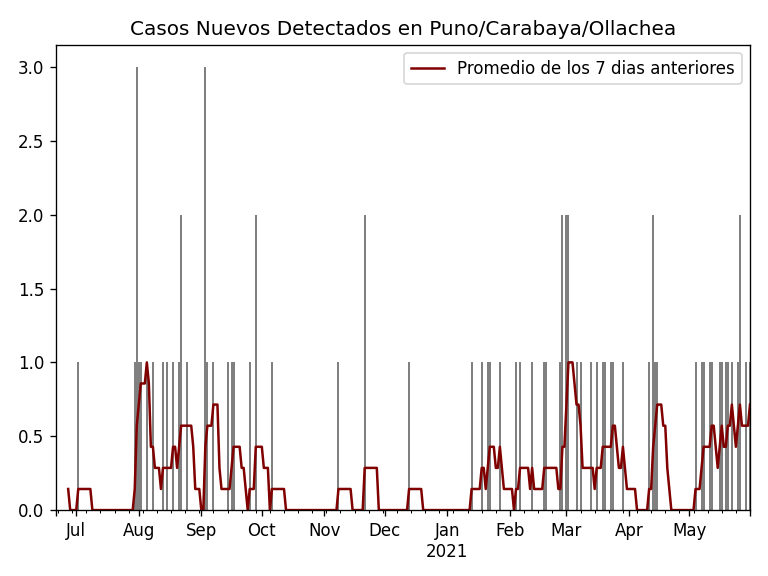 Casos Nuevos Detectados en Puno/Carabaya/Ollachea
Promedio de los 7 dias anteriores
3.0
2.5
2.0
1.5
1.0
0.5
0.0
Jul Aug Sep Oct Nov Dec Jan Feb Mar Apr May
2021